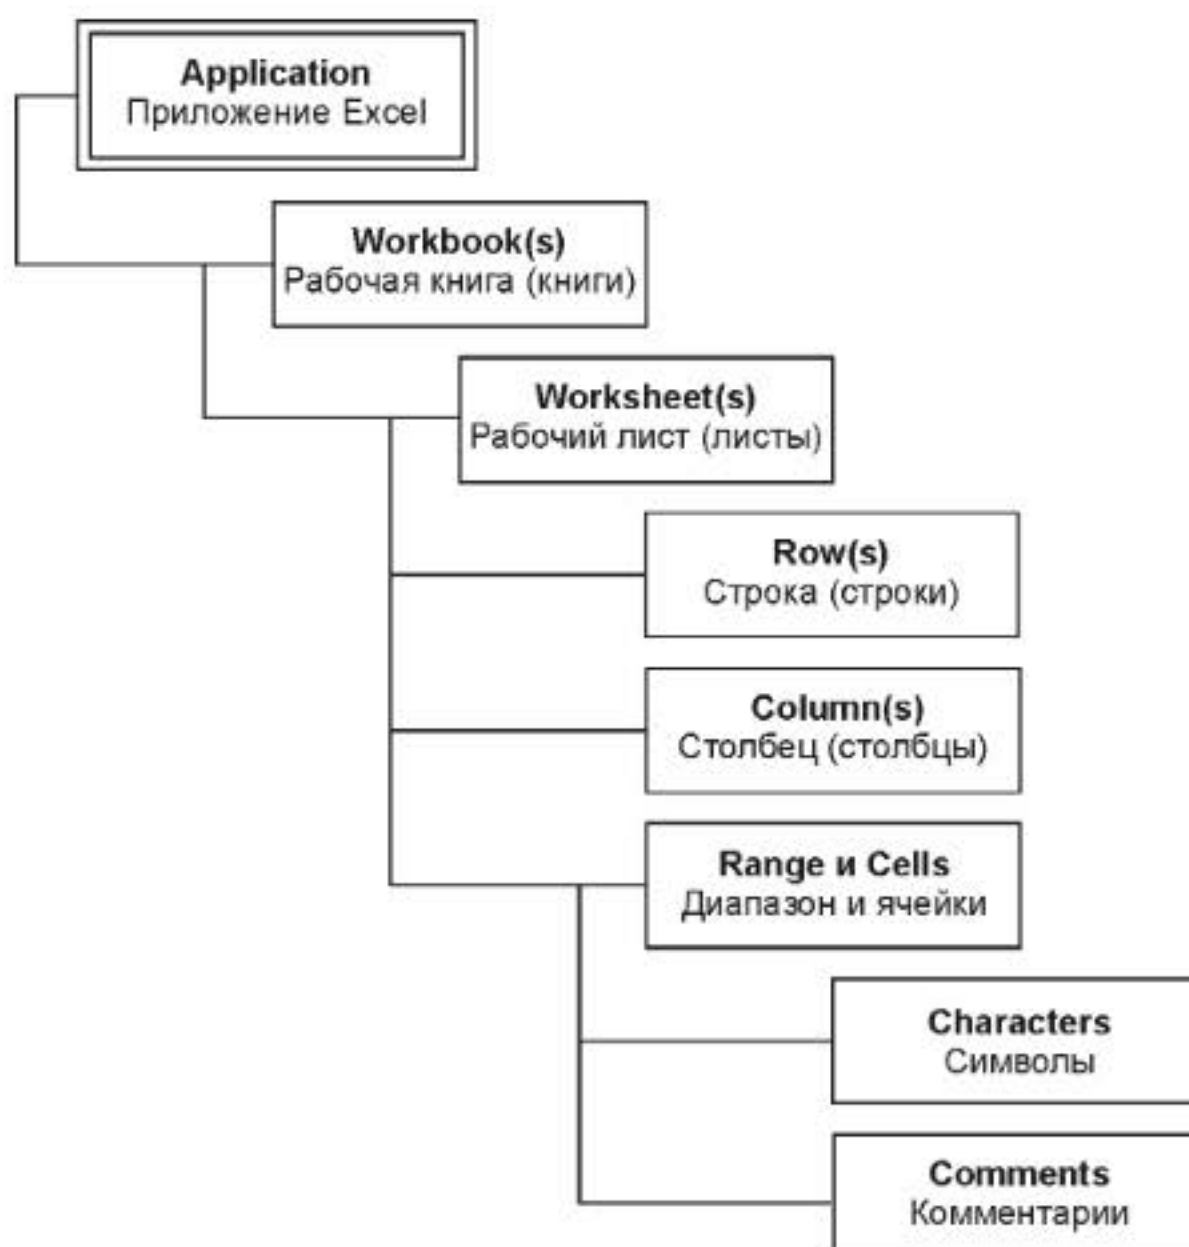 Application
Приложение Excel
Workbook(s)
Рабочая книга (книги)
Worksheet(s)
Рабочий лист (листы)
Row(s)
Строка (строки)
Column(s)
Столбец (столбцы)
Range и Cells
Диапазон и ячейки
Characters
Символы
Comments
Комментарии